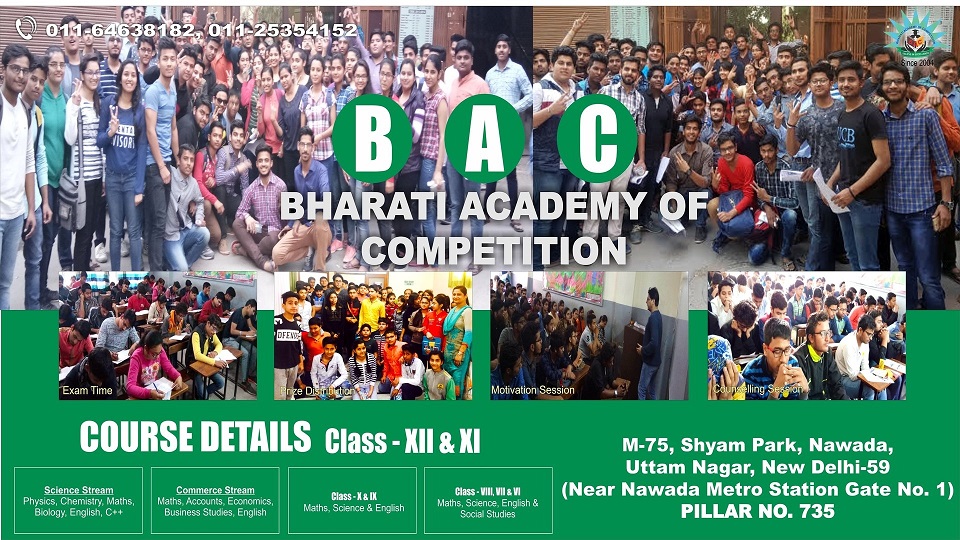 011-64638182, 011-25354152
Since 2004
B A C
BHARATI ACADEMY OF
COMPETITION
Exam Time
Prize Distribution
Motivation Session
Counselling Session
COURSE DETAILS Class - XII & XI
Science Stream
Physics, Chemistry, Maths,
Biology, English, C++
Commerce Stream
Maths, Accounts, Economics,
Business Studies, English
Class - X & IX
Maths, Science & English
Class - VIII, VII & VI
Maths, Science, English &
Social Studies
M-75, Shyam Park, Nawada,
Uttam Nagar, New Delhi-59
(Near Nawada Metro Station Gate No. 1)
PILLAR NO. 735